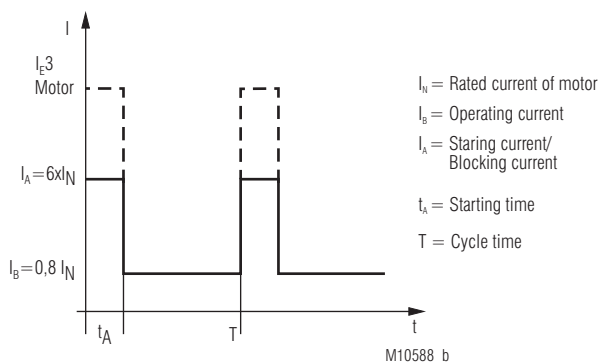 I
I_E3
Motor
I_A=6xI_N
I_B=0,8 I_N
t_A
T
t
I_N = Rated current of motor
I_B = Operating current
I_A = Staring current/
Blocking current
t_A = Starting time
T = Cycle time
M10588_b